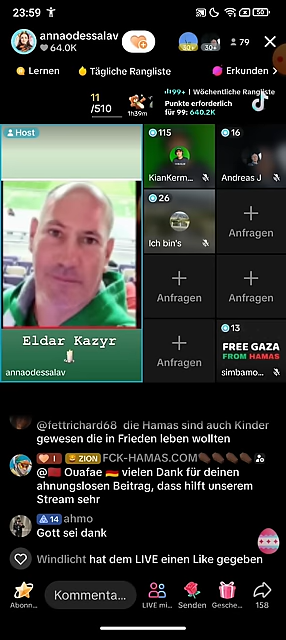 23:59
50
annaodessalav
64.0K
30+
30+
79
Lernen
Tägliche Rangliste
Erkunden
11
/510
1h39m
99+ | Wöchentliche Rangliste
Punkte erforderlich
für 99: 640.2K
Host
115
KianKerm...
16
Andreas J
26
Ich bin's
Anfragen
Anfragen
Anfragen
Anfragen
13
FREE GAZA
FROM HAMAS
simbamo...
Eldar Kazyr
annaodessalav
@fettrichard68 die Hamas sind auch Kinder
gewesen die in Frieden leben wollten
I ZION FCK-HAMAS.COM
@🇲🇦 Ouafae 🇩🇪 vielen Dank für deinen
ahnungslosen Beitrag, dass hilft unserem
Stream sehr
14 ahmo
Gott sei dank
Windlicht hat dem LIVE einen Like gegeben
Abonn...
Kommenta...
LIVE mi...
Senden
Gesche...
158